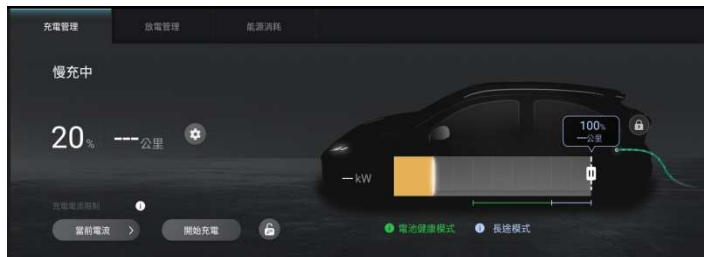 充電管理
放電管理
能源消耗
慢充中
20% ---公里
100%
---公里
-- kW
充電電流限制
當前電流
開始充電
電池健康模式
長途模式